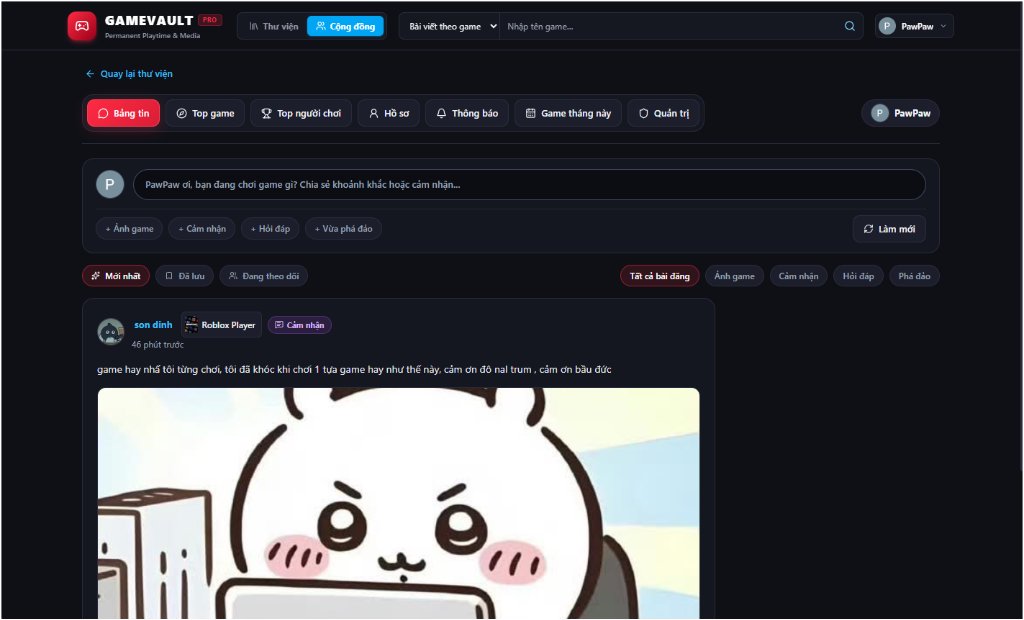 GAMEVAULT PRO
Permanent Playtime & Media
Thư viện
Cộng đồng
Bài viết theo game
Nhập tên game...
P
PawPaw
Quay lại thư viện
Bảng tin
Top game
Top người chơi
Hồ sơ
Thông báo
Game tháng này
Quản trị
P
PawPaw
P
PawPaw ơi, bạn đang chơi game gì? Chia sẻ khoảnh khắc hoặc cảm nhận...
+ Ảnh game
+ Cảm nhận
+ Hỏi đáp
+ Vừa phá đảo
Làm mới
Mới nhất
Đã lưu
Đang theo dõi
Tất cả bài đăng
Ảnh game
Cảm nhận
Hỏi đáp
Phá đảo
son dinh
Roblox Player
Cảm nhận
46 phút trước
game hay nhấ tôi từng chơi, tôi đã khóc khi chơi 1 tựa game hay như thế này, cảm ơn đô nal trum , cảm ơn bầu đức